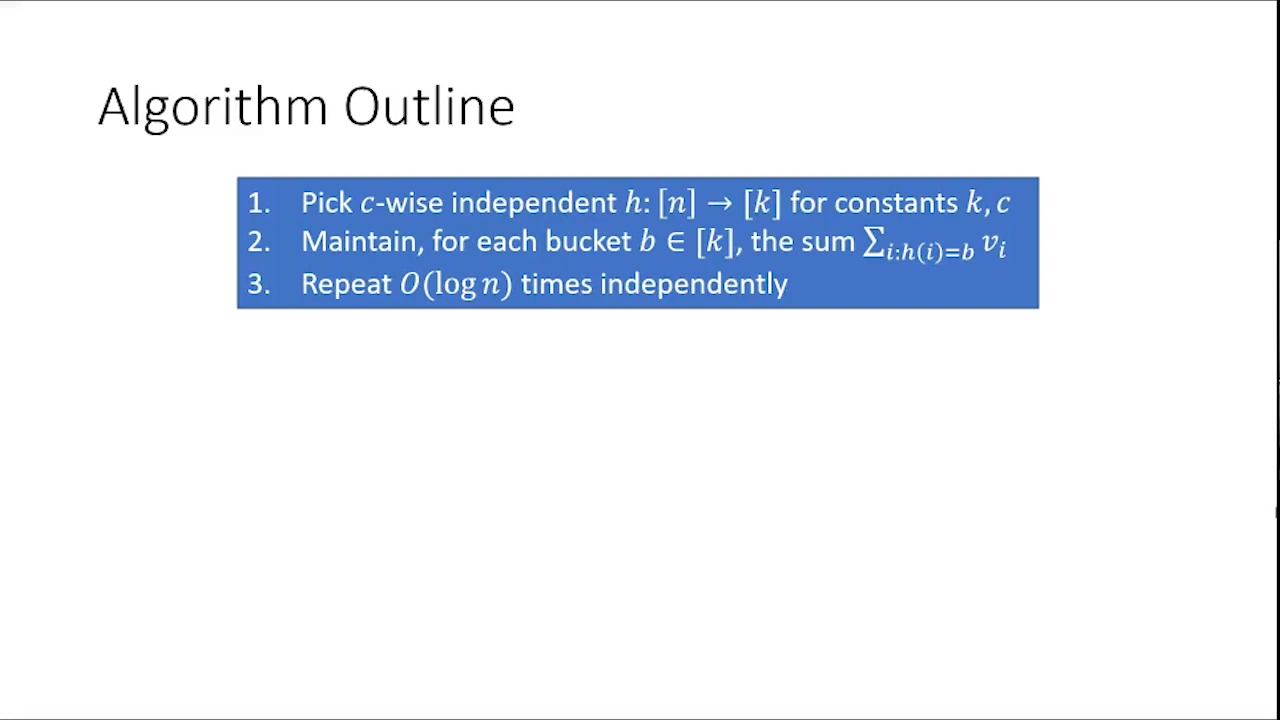 Algorithm Outline
1. Pick c-wise independent h: [n] → [k] for constants k, c
2. Maintain, for each bucket b ∈ [k], the sum ∑_{i:h(i)=b} v_i
3. Repeat O(log n) times independently